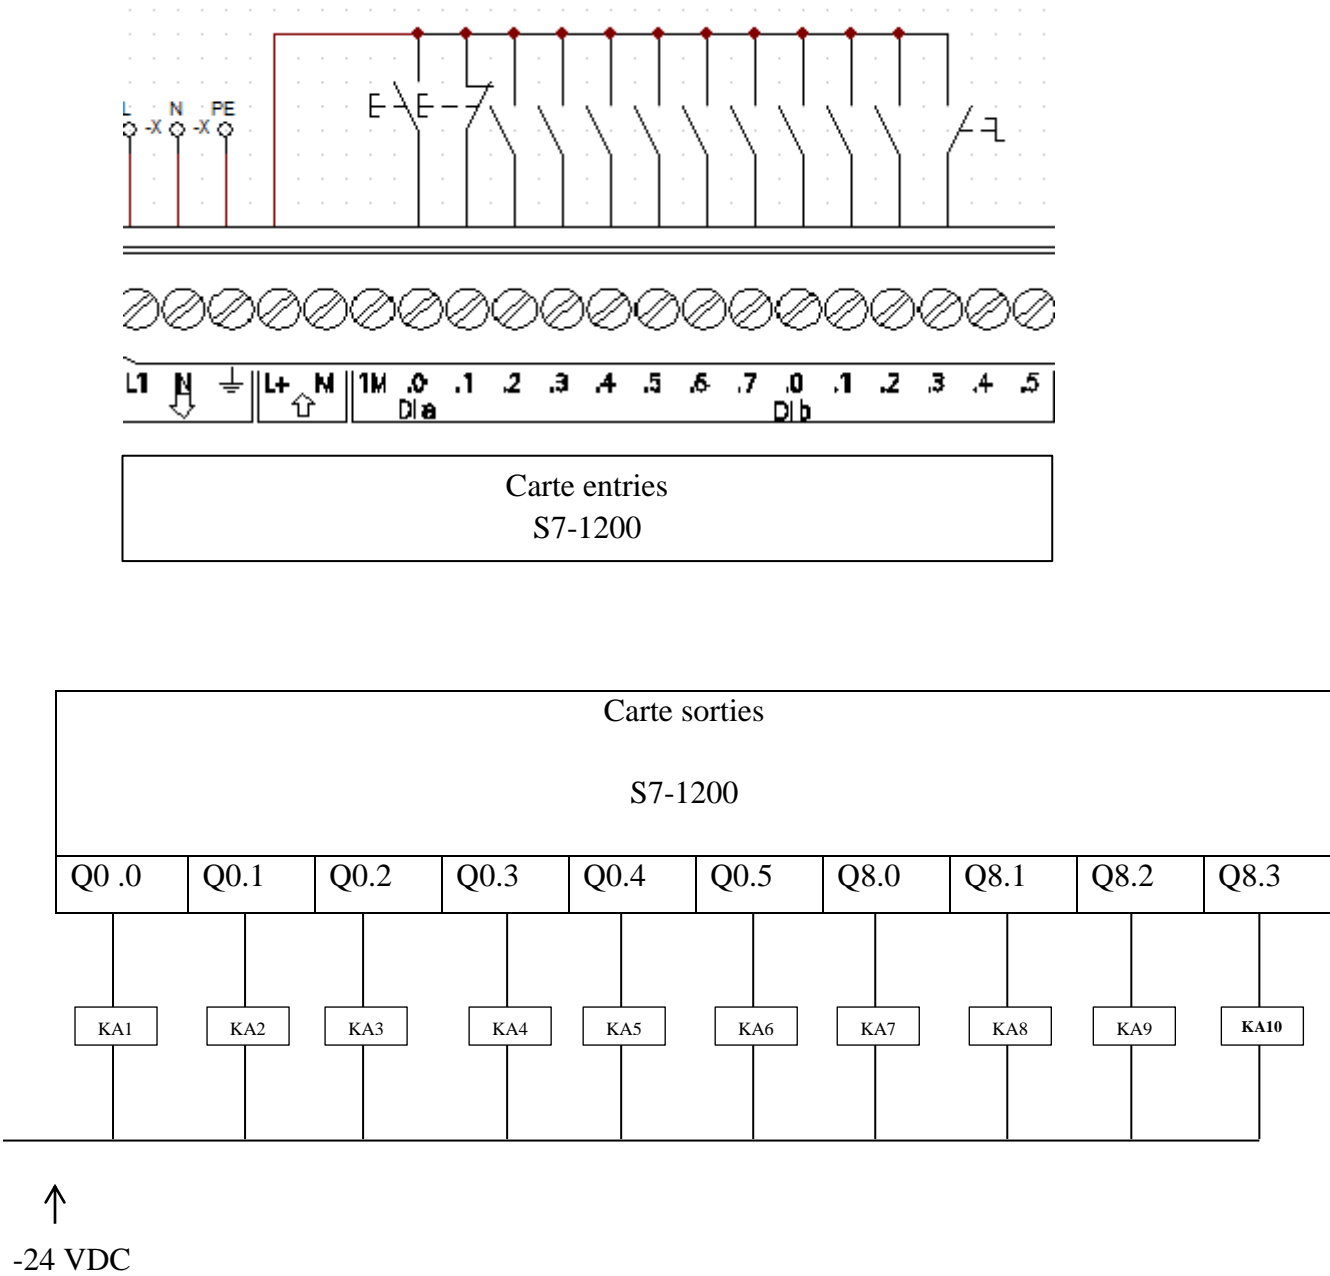 L N PE
-X -X
L1 N L+ M 1M .0 .1 .2 .3 .4 .5 .6 .7 .0 .1 .2 .3 .4 .5
DI a DI b
Carte entries
S7-1200
Carte sorties
S7-1200
Q0 .0 Q0.1 Q0.2 Q0.3 Q0.4 Q0.5 Q8.0 Q8.1 Q8.2 Q8.3
KA1 KA2 KA3 KA4 KA5 KA6 KA7 KA8 KA9 KA10
-24 VDC